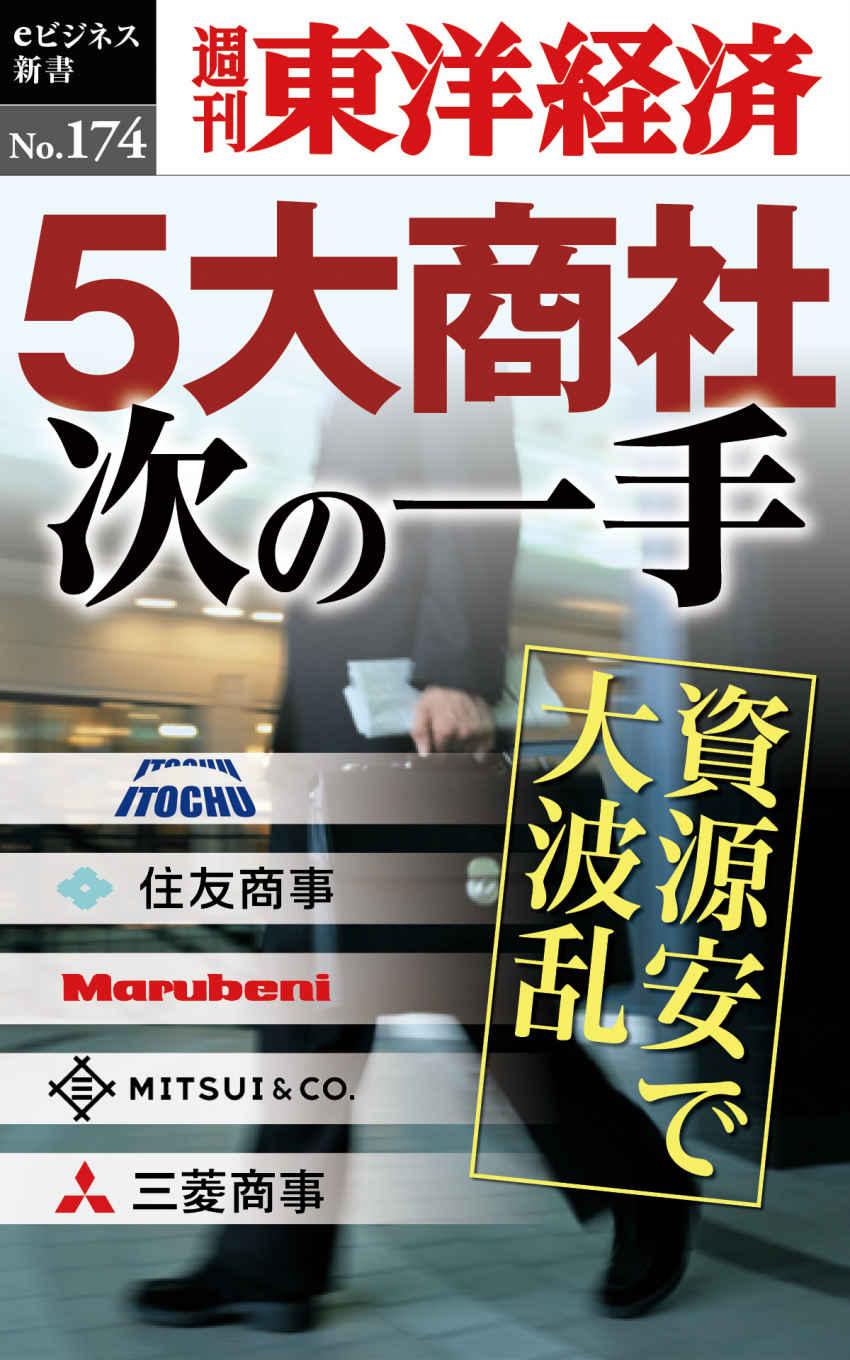 eビジネス
新書
No.174
週刊東洋経済
5大商社
次の一手
資源安で
大波乱
ITOCHU
ITOCHU
住友商事
Marubeni
MITSUI & CO.
三菱商事